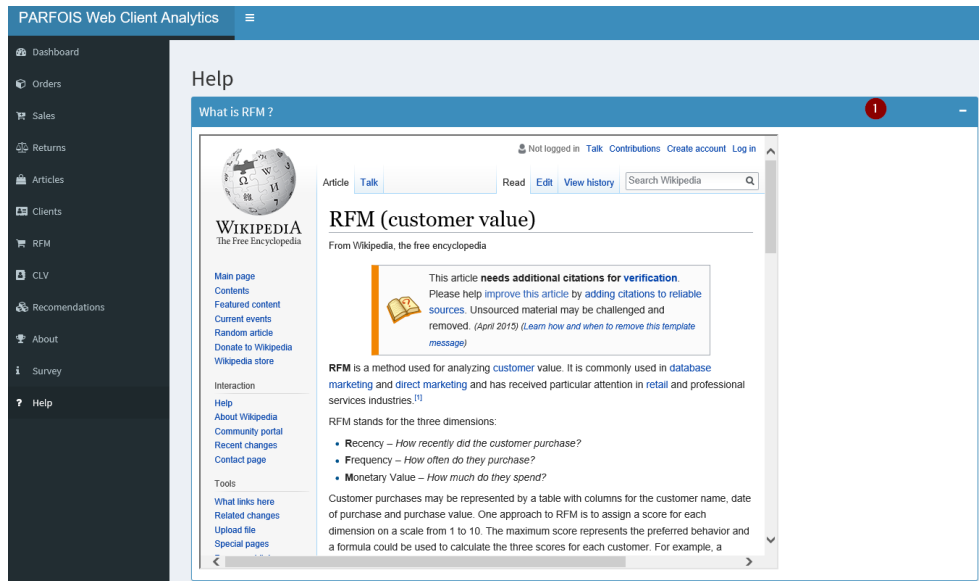 PARFOIS Web Client Analytics
Dashboard
Orders
Sales
Returns
Articles
Clients
RFM
CLV
Recomendations
About
Survey
Help
Help
What is RFM ?
1
WIKIPEDIA
The Free Encyclopedia
Main page
Contents
Featured content
Current events
Random article
Donate to Wikipedia
Wikipedia store
Interaction
Help
About Wikipedia
Community portal
Recent changes
Contact page
Tools
What links here
Related changes
Upload file
Special pages
Not logged in Talk Contributions Create account Log in
Article Talk Read Edit View history Search Wikipedia
RFM (customer value)
From Wikipedia, the free encyclopedia
This article needs additional citations for verification.
Please help improve this article by adding citations to reliable
sources. Unsourced material may be challenged and
removed. (April 2015) (Learn how and when to remove this template
message)
RFM is a method used for analyzing customer value. It is commonly used in database
marketing and direct marketing and has received particular attention in retail and professional
services industries.[1]
RFM stands for the three dimensions:
• Recency – How recently did the customer purchase?
• Frequency – How often do they purchase?
• Monetary Value – How much do they spend?
Customer purchases may be represented by a table with columns for the customer name, date
of purchase and purchase value. One approach to RFM is to assign a score for each
dimension on a scale from 1 to 10. The maximum score represents the preferred behavior and
a formula could be used to calculate the three scores for each customer. For example, a